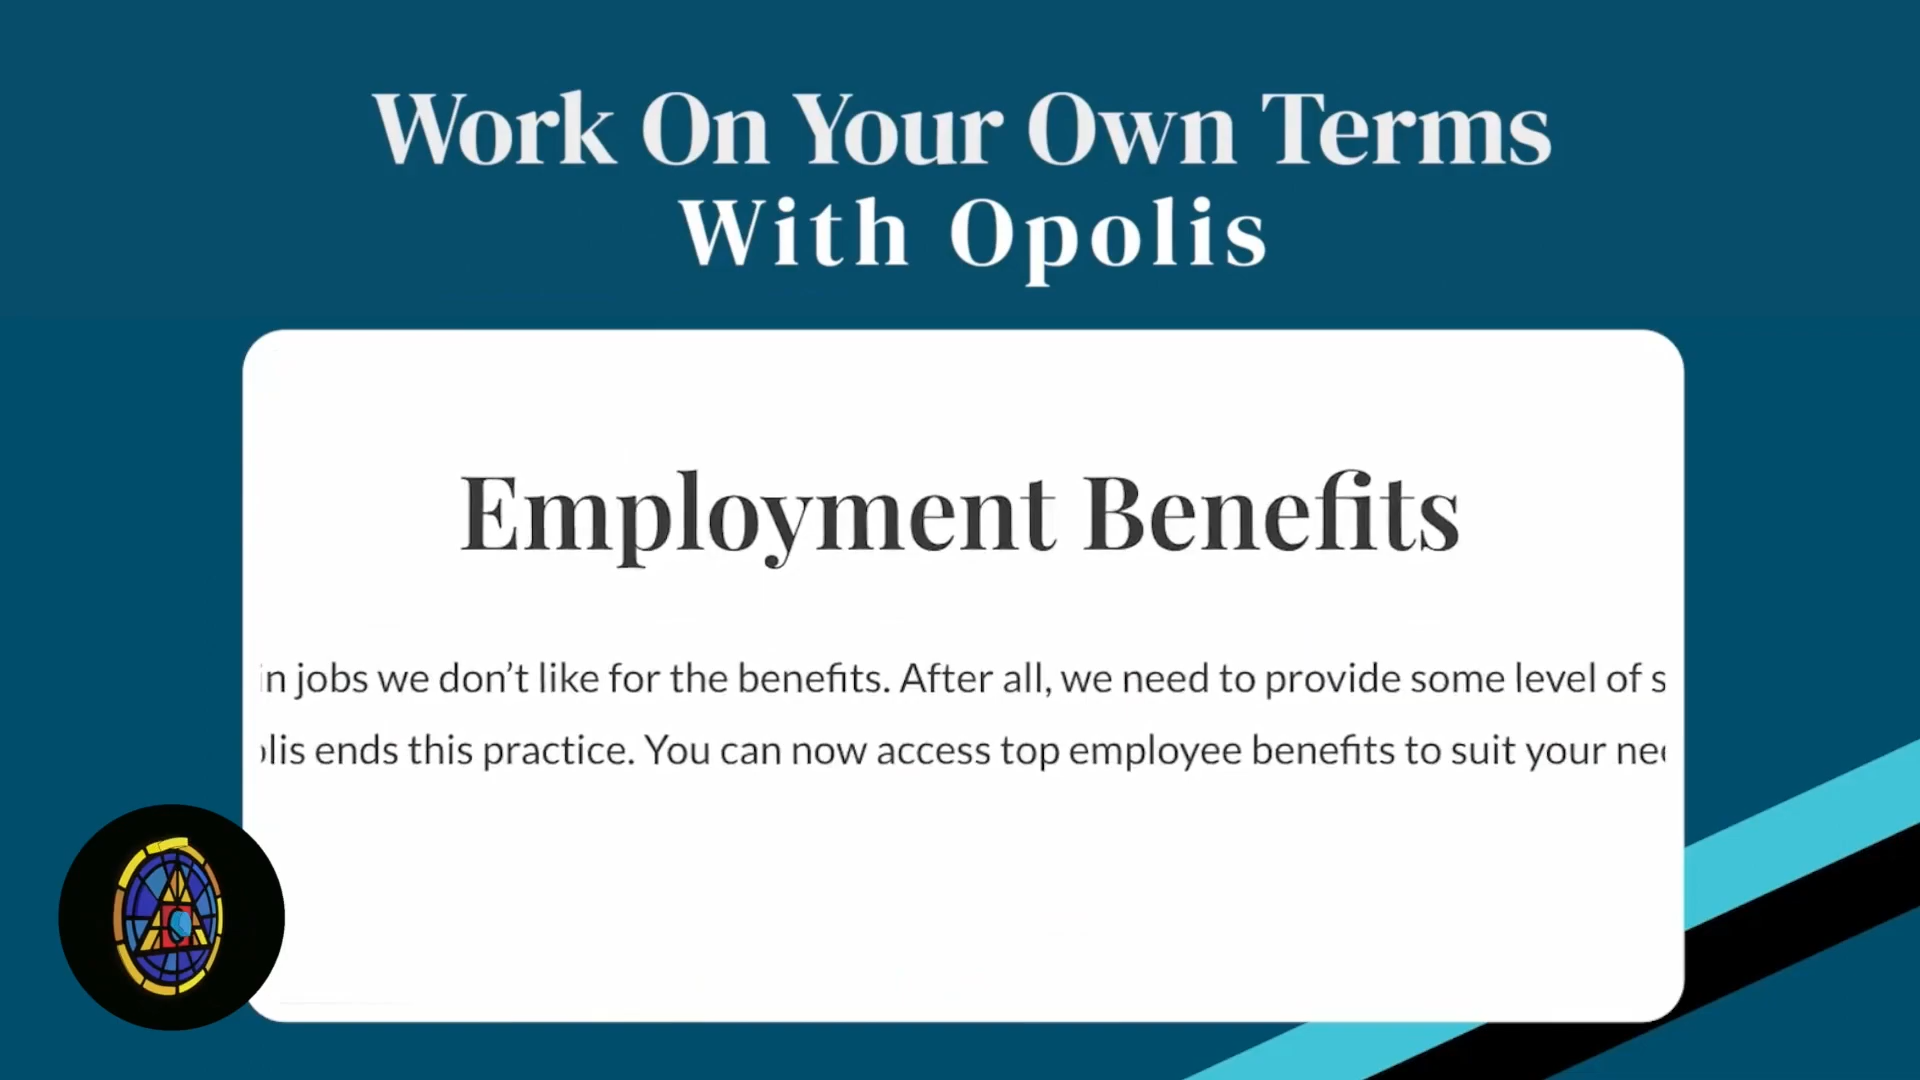 Work On Your Own Terms
With Opolis
Employment Benefits
in jobs we don't like for the benefits. After all, we need to provide some level of s
lis ends this practice. You can now access top employee benefits to suit your